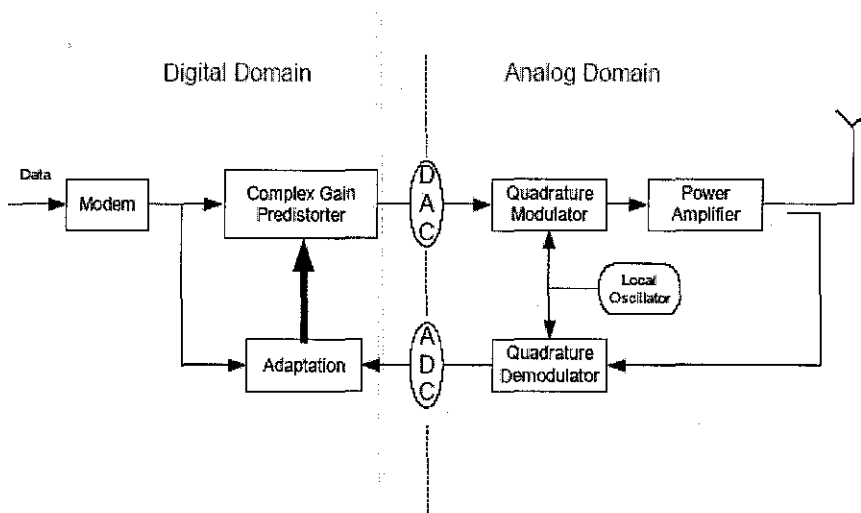 Digital Domain
Analog Domain
Data
Modem
Complex Gain
Predistorter
D
A
C
Quadrature
Modulator
Power
Amplifier
Local
Oscillator
Adaptation
A
D
C
Quadrature
Demodulator